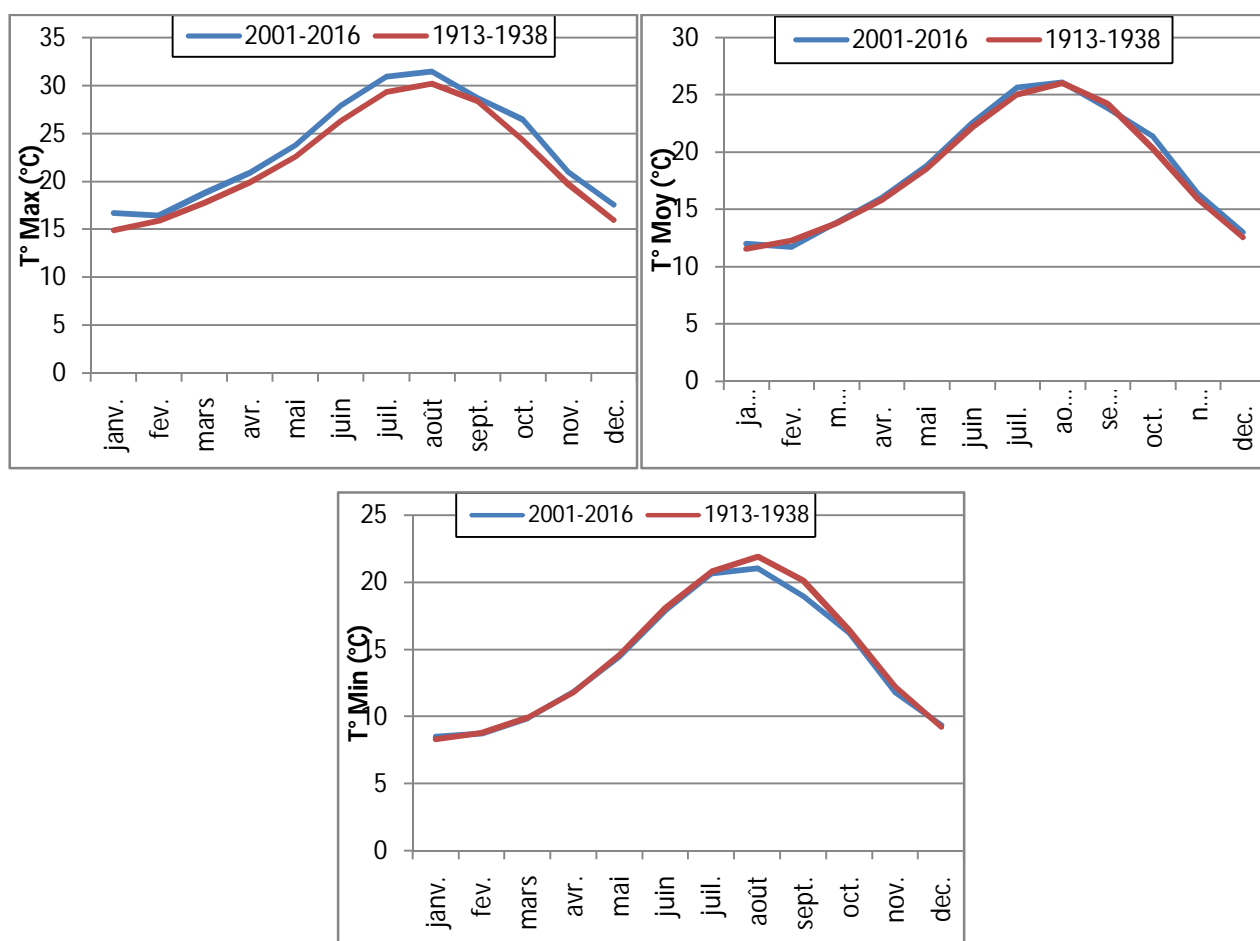 2001-2016 1913-1938
T° Max (°C)
35
30
25
20
15
10
5
0
janv.
fev.
mars
avr.
mai
juin
juil.
août
sept.
oct.
nov.
dec.
2001-2016 1913-1938
T° Moy (°C)
30
25
20
15
10
5
0
ja...
fev.
m...
avr.
mai
juin
juil.
ao...
se...
oct.
n...
dec.
2001-2016 1913-1938
T° Min (°C)
25
20
15
10
5
0
janv.
fev.
mars
avr.
mai
juin
juil.
août
sept.
oct.
nov.
dec.